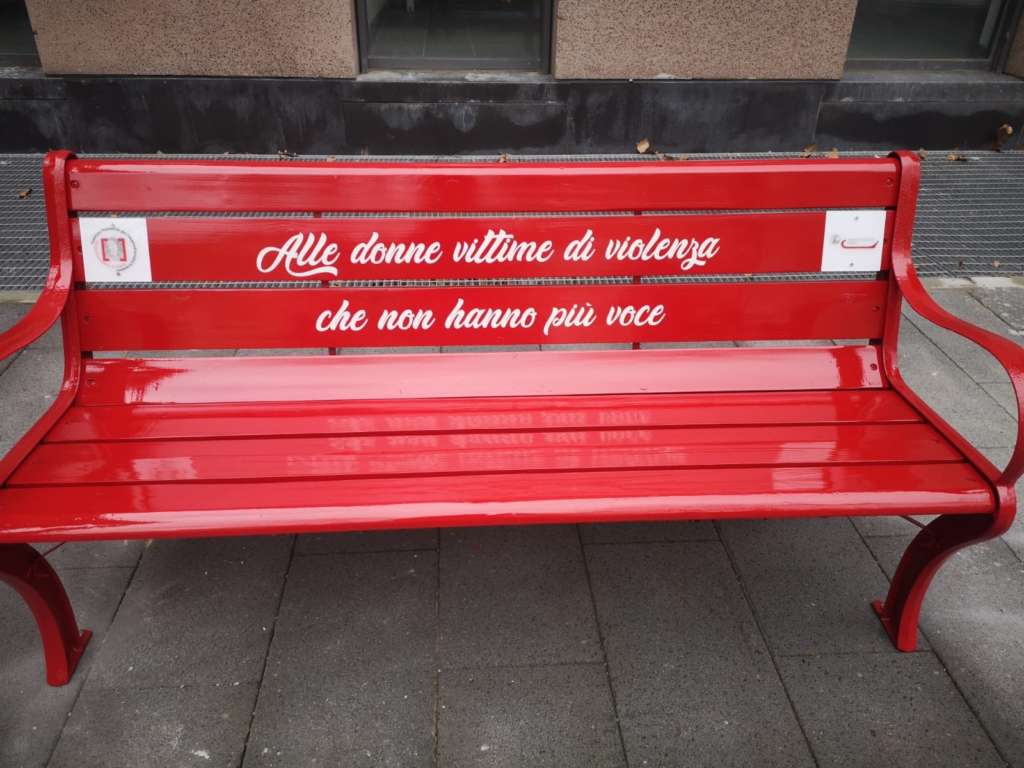 Alle donne vittime di violenza
che non hanno più voce